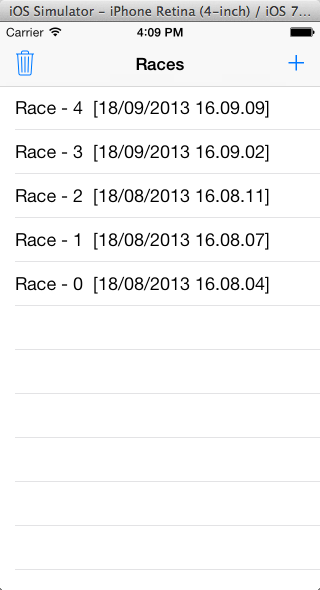 iOS Simulator - iPhone Retina (4-inch) / iOS 7...
Carrier 4:09 PM
Races +
Race - 4 [18/09/2013 16.09.09]
Race - 3 [18/09/2013 16.09.02]
Race - 2 [18/08/2013 16.08.11]
Race - 1 [18/08/2013 16.08.07]
Race - 0 [18/08/2013 16.08.04]